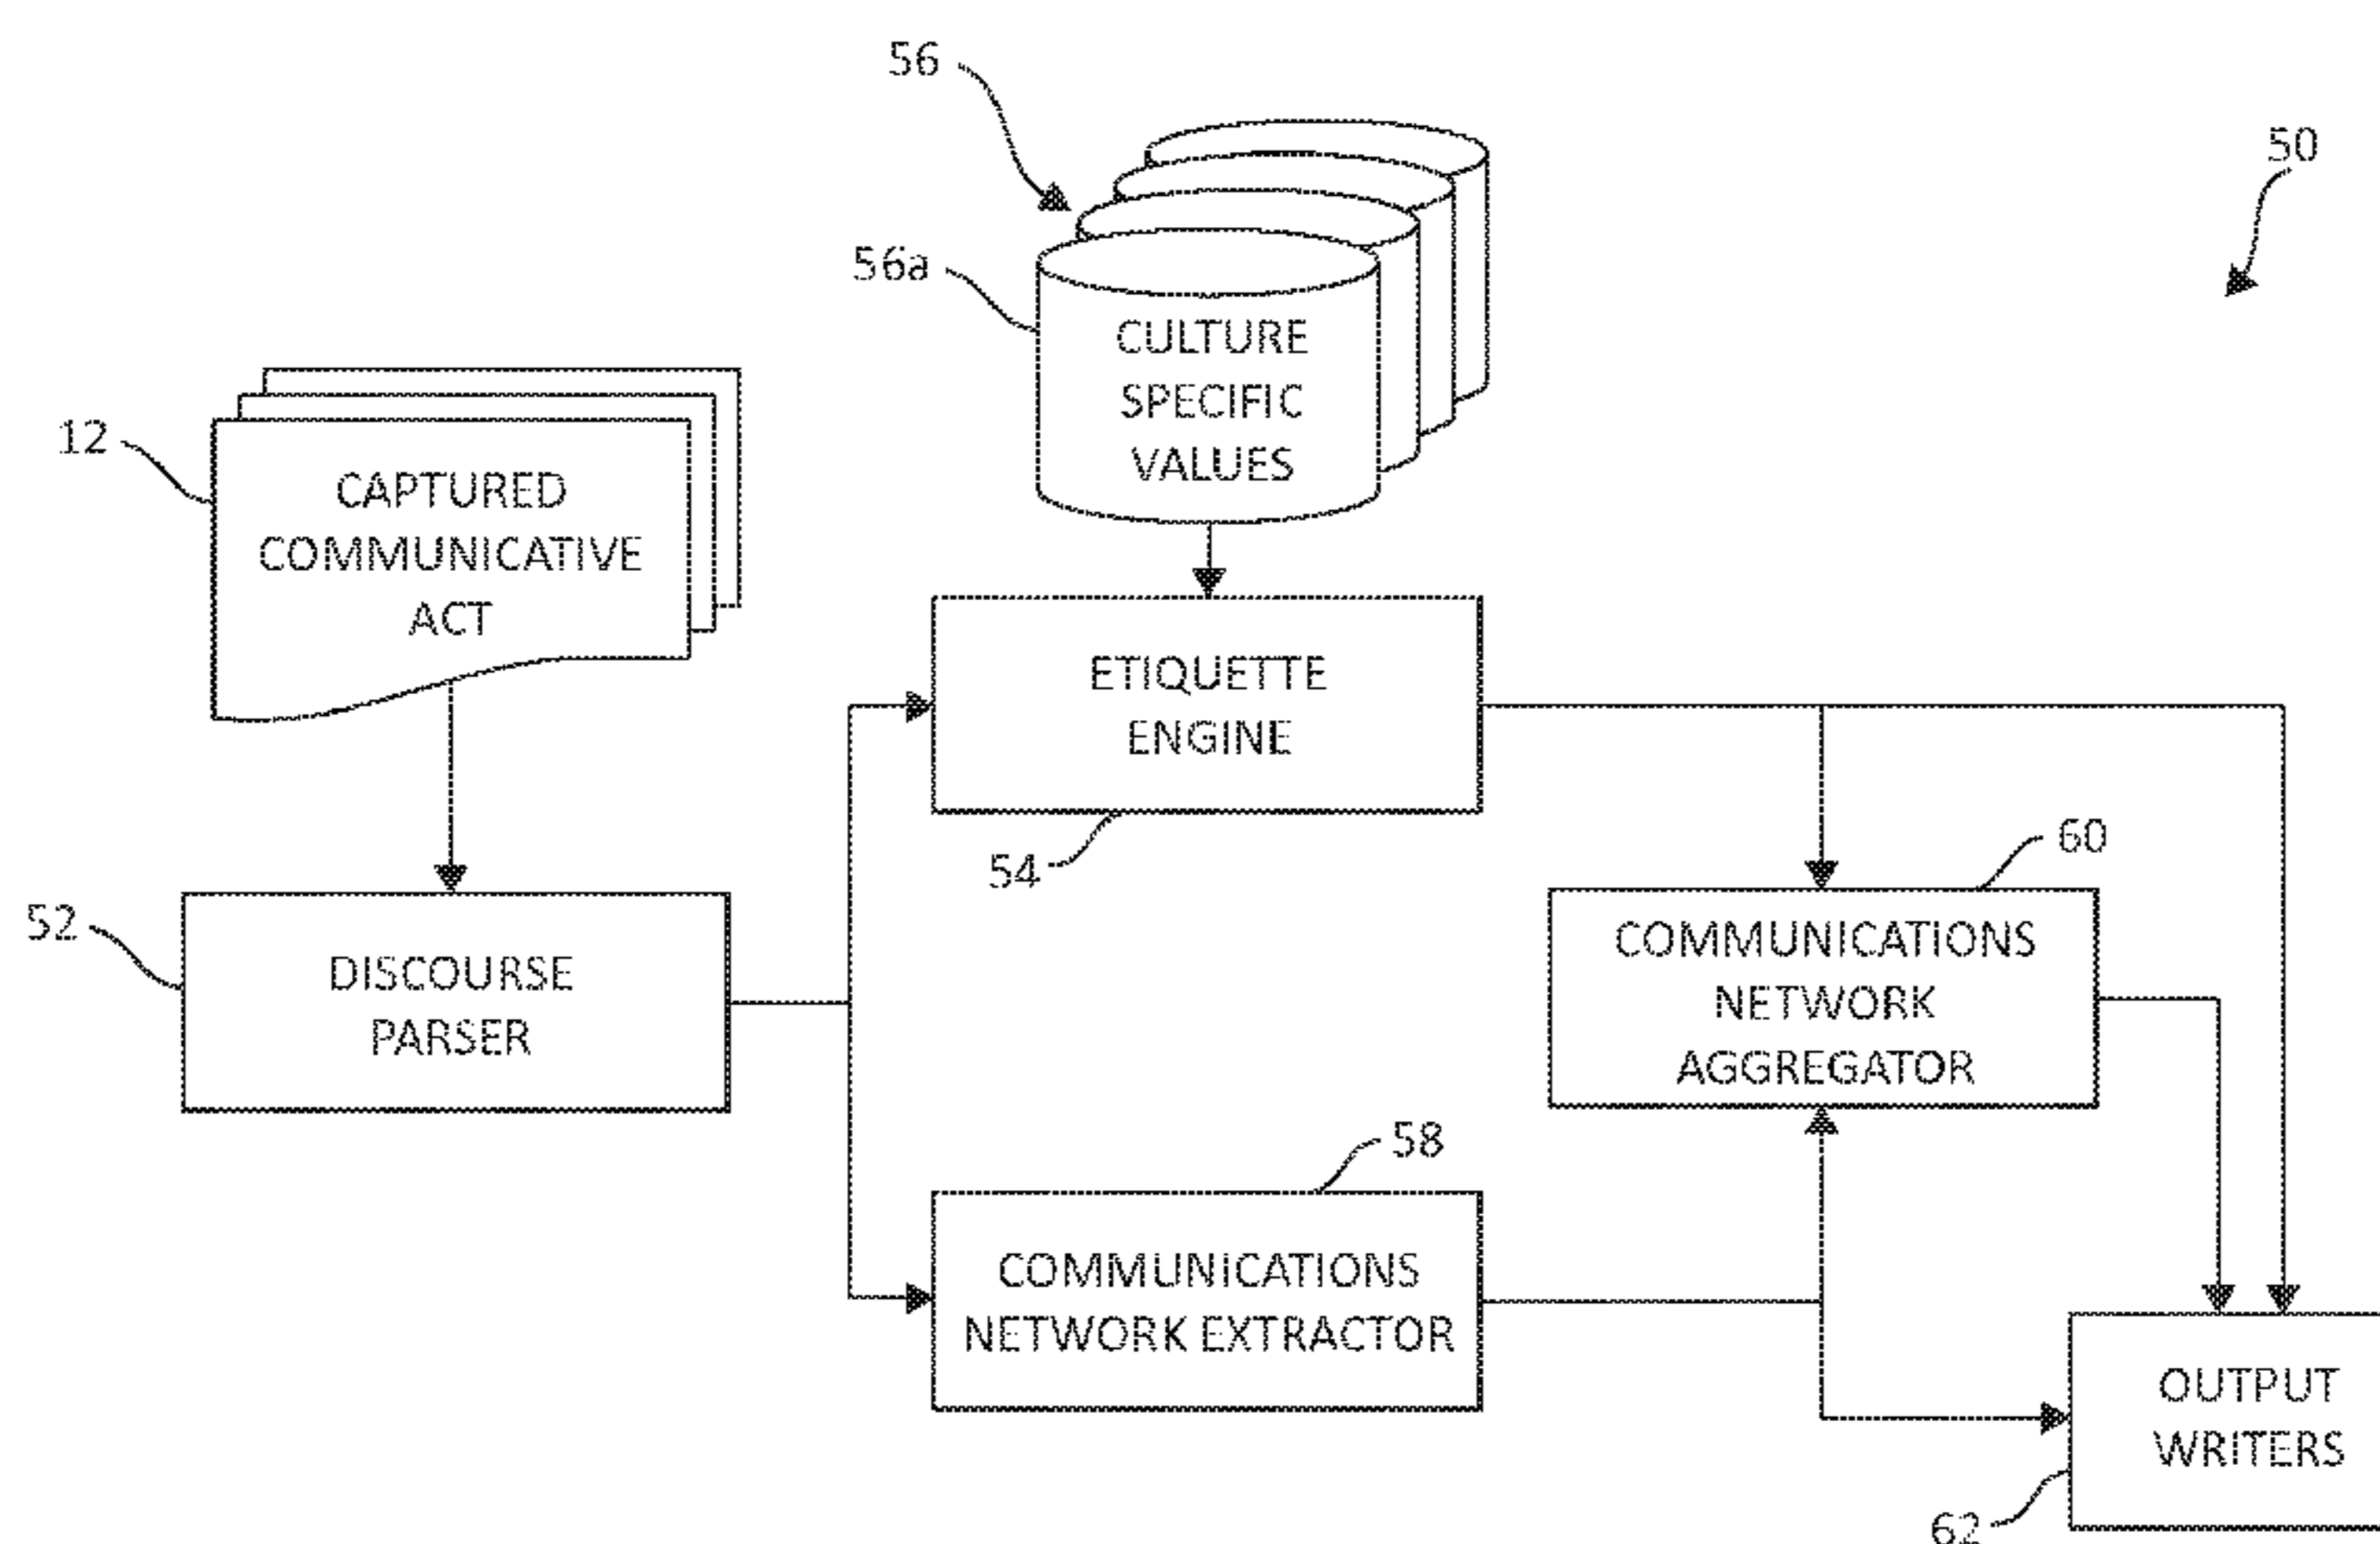 56
50
56a
CULTURE
SPECIFIC
VALUES
12
CAPTURED
COMMUNICATIVE
ACT
ETIQUETTE
ENGINE
54
52
DISCOURSE
PARSER
60
COMMUNICATIONS
NETWORK
AGGREGATOR
58
COMMUNICATIONS
NETWORK EXTRACTOR
OUTPUT
WRITERS
62